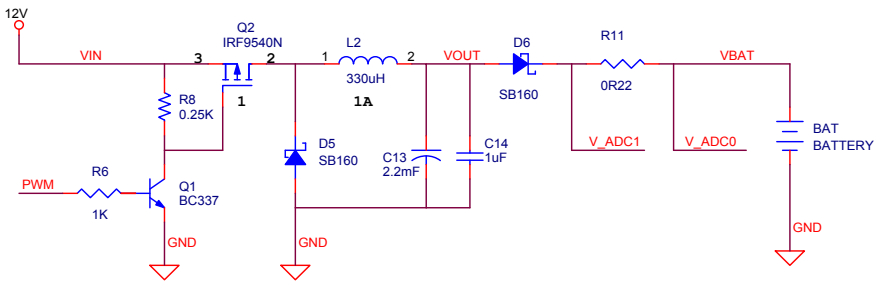 12V
VIN
Q2
IRF9540N
3
2
1
R8
0.25K
L2
1
2
330uH
1A
VOUT
D6
SB160
R11
0R22
VBAT
V_ADC1
V_ADC0
BAT
BATTERY
D5
SB160
C13
2.2mF
C14
1uF
PWM
R6
1K
Q1
BC337
GND
GND
GND